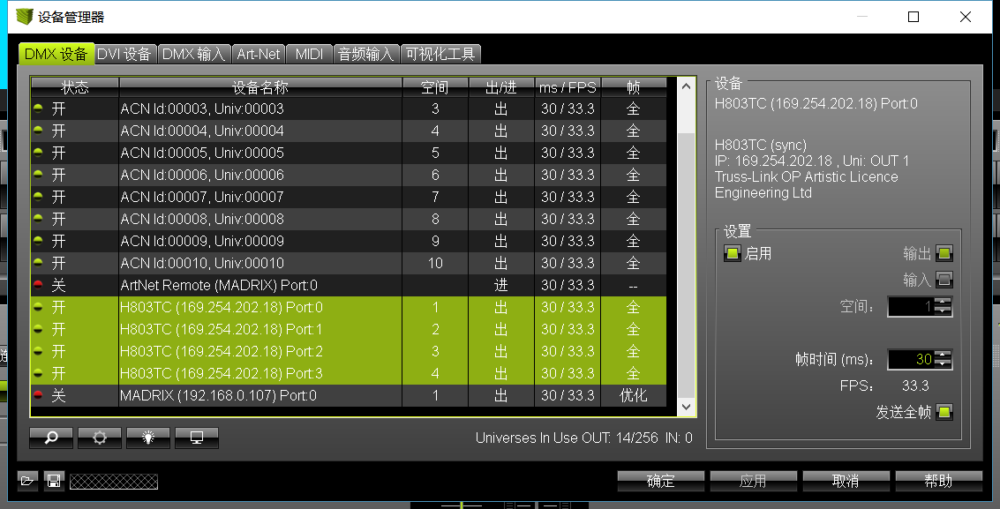 设备管理器
DMX 设备 DVI 设备 DMX 输入 Art-Net MIDI 音频输入 可视化工具
状态 设备名称 空间 出/进 ms / FPS 帧
开 ACN Id:00003, Univ:00003 3 出 30 / 33.3 全
开 ACN Id:00004, Univ:00004 4 出 30 / 33.3 全
开 ACN Id:00005, Univ:00005 5 出 30 / 33.3 全
开 ACN Id:00006, Univ:00006 6 出 30 / 33.3 全
开 ACN Id:00007, Univ:00007 7 出 30 / 33.3 全
开 ACN Id:00008, Univ:00008 8 出 30 / 33.3 全
开 ACN Id:00009, Univ:00009 9 出 30 / 33.3 全
开 ACN Id:00010, Univ:00010 10 出 30 / 33.3 全
关 ArtNet Remote (MADRIX) Port:0 进 30 / 33.3 --
开 H803TC (169.254.202.18) Port:0 1 出 30 / 33.3 全
开 H803TC (169.254.202.18) Port:1 2 出 30 / 33.3 全
开 H803TC (169.254.202.18) Port:2 3 出 30 / 33.3 全
开 H803TC (169.254.202.18) Port:3 4 出 30 / 33.3 全
关 MADRIX (192.168.0.107) Port:0 1 出 30 / 33.3 优化
Universes In Use OUT: 14/256 IN: 0
设备
H803TC (169.254.202.18) Port:0
H803TC (sync)
IP: 169.254.202.18 , Uni: OUT 1
Truss-Link OP Artistic Licence
Engineering Ltd
设置
启用 输出
输入
空间: 1
帧时间 (ms): 30
FPS: 33.3
发送全帧
确定 应用 取消 帮助